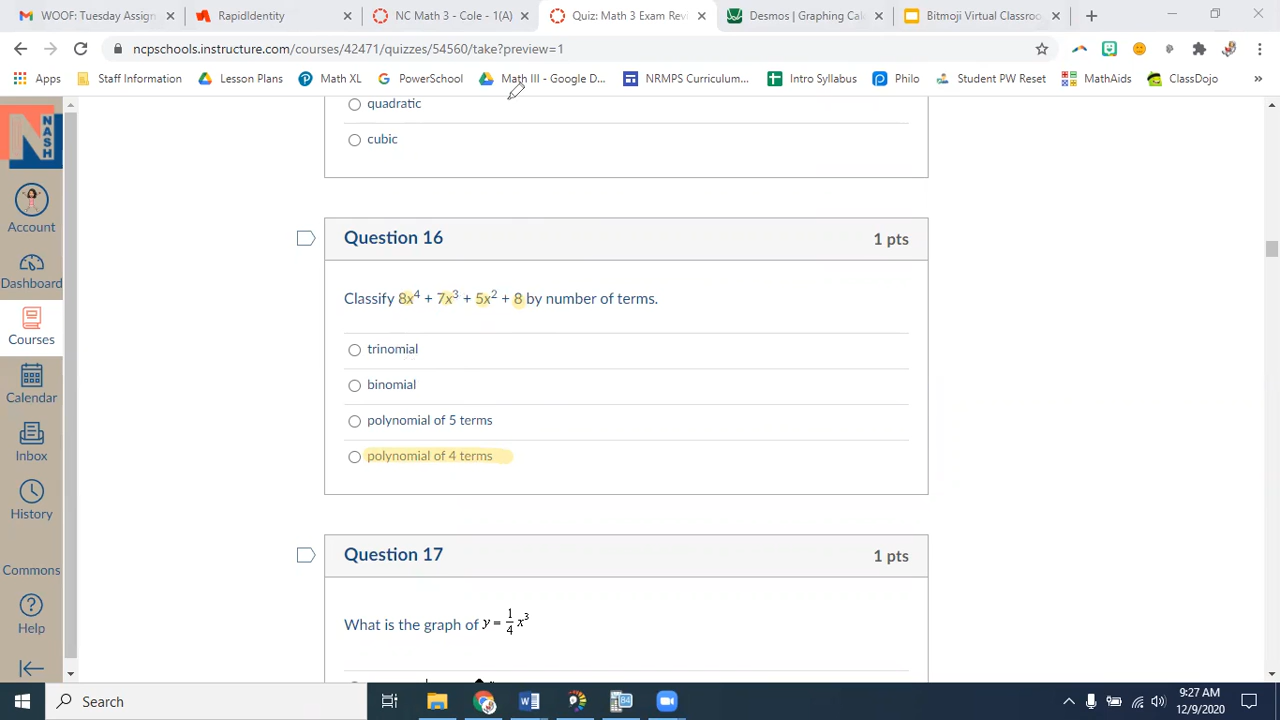 WOOF: Tuesday Assign
RapidIdentity
NC Math 3 - Cole - 1(A)
Quiz: Math 3 Exam Revi
Desmos | Graphing Calc
Bitmoji Virtual Classroo
ncpschools.instructure.com/courses/42471/quizzes/54560/take?preview=1
Apps
Staff Information
Lesson Plans
Math XL
PowerSchool
Math III - Google D...
NRMPS Curriculum...
Intro Syllabus
Philo
Student PW Reset
MathAids
ClassDojo
»
NASH
Account
Dashboard
Courses
Calendar
Inbox
History
Commons
Help
quadratic
cubic
Question 16
1 pts
Classify 8x⁴ + 7x³ + 5x² + 8 by number of terms.
trinomial
binomial
polynomial of 5 terms
polynomial of 4 terms
Question 17
1 pts
What is the graph of y = 1/4 x³
Search
9:27 AM
12/9/2020